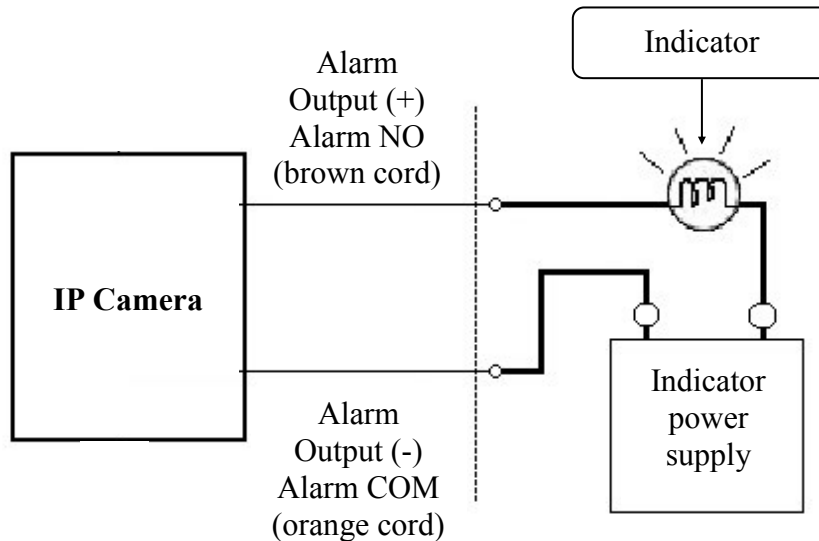 Indicator
Alarm
Output (+)
Alarm NO
(brown cord)
IP Camera
Indicator
power
supply
Alarm
Output (-)
Alarm COM
(orange cord)